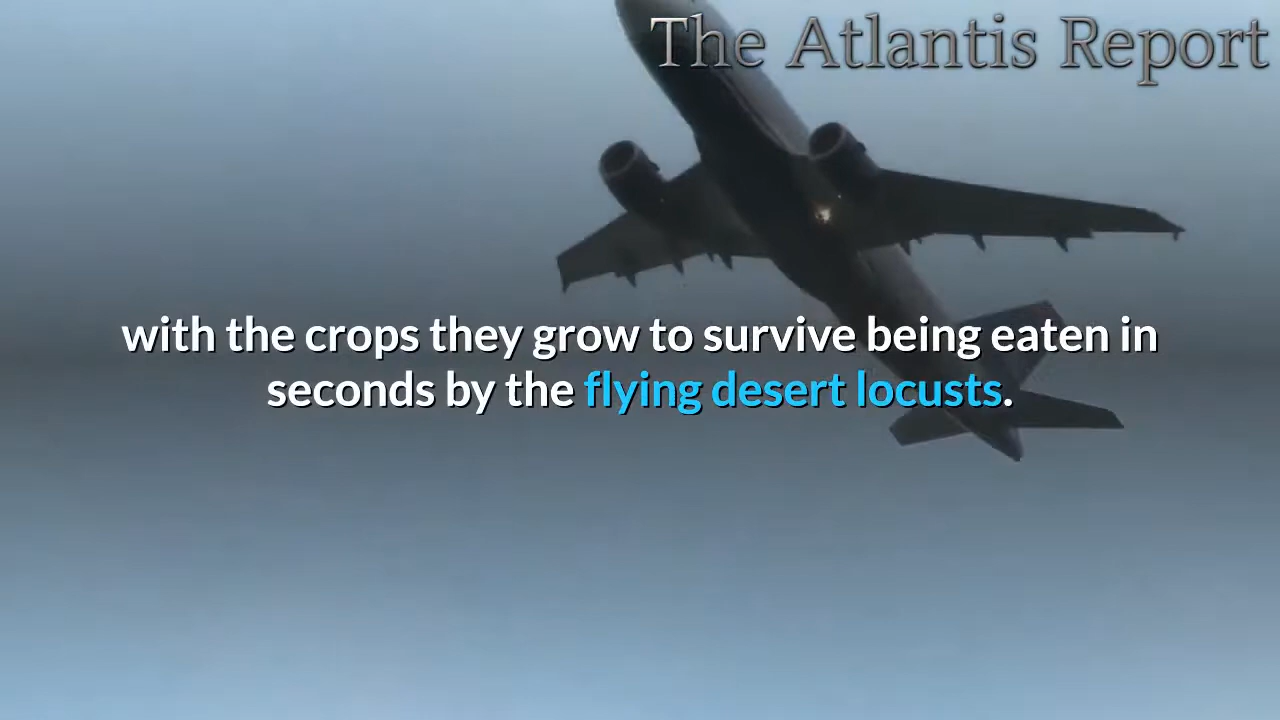 The Atlantis Report
with the crops they grow to survive being eaten in
seconds by the flying desert locusts.